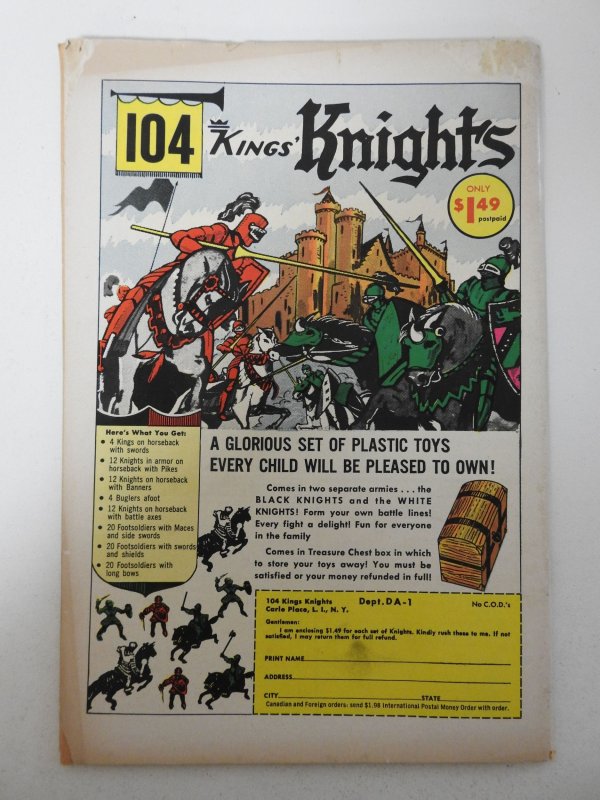 104 Kings' Knights
ONLY
$1.49
postpaid
Here's What You Get:
• 4 Kings on horseback
with swords
• 12 Knights in armor on
horseback with Pikes
• 12 Knights on horseback
with Banners
• 4 Buglers afoot
• 12 Knights on horseback
with battle axes
• 20 Footsoldiers with Maces
and side swords
• 20 Footsoldiers with swords
and shields
• 20 Footsoldiers with
long bows
A GLORIOUS SET OF PLASTIC TOYS
EVERY CHILD WILL BE PLEASED TO OWN!
Comes in two separate armies . . . the
BLACK KNIGHTS and the WHITE
KNIGHTS! Form your own battle lines!
Every fight a delight! Fun for everyone
in the family
Comes in Treasure Chest box in which
to store your toys away! You must be
satisfied or your money refunded in full!
104 Kings Knights Dept. DA-1 No C.O.D.'s
Carle Place, L. I., N. Y.
Gentlemen:
I am enclosing $1.49 for each set of Knights. Kindly rush these to me. If not
satisfied, I may return them for full refund.
PRINT NAME
ADDRESS
CITY STATE
Canadian and Foreign orders: send $1.98 International Postal Money Order with order.